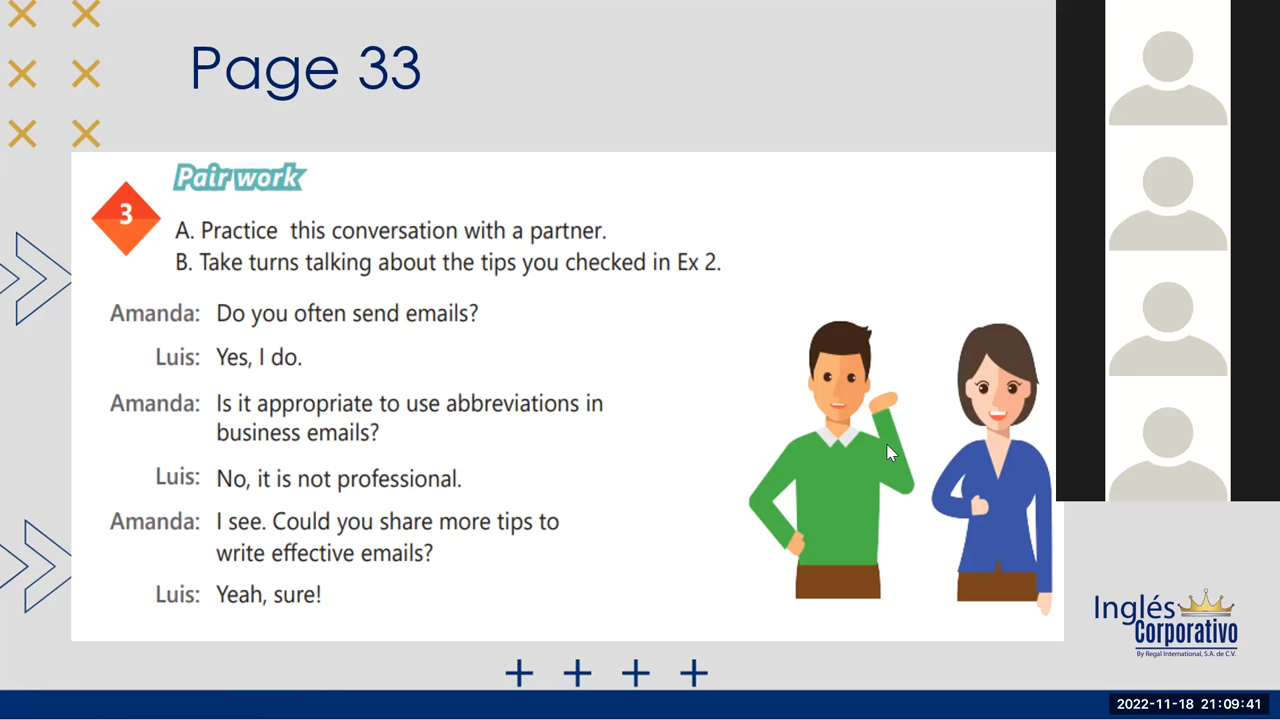 Page 33
Pair work
3
A. Practice this conversation with a partner.
B. Take turns talking about the tips you checked in Ex 2.
Amanda: Do you often send emails?
Luis: Yes, I do.
Amanda: Is it appropriate to use abbreviations in
business emails?
Luis: No, it is not professional.
Amanda: I see. Could you share more tips to
write effective emails?
Luis: Yeah, sure!
Inglés
Corporativo
By Regal International, S.A. de C.V.
2022-11-18 21:09:41